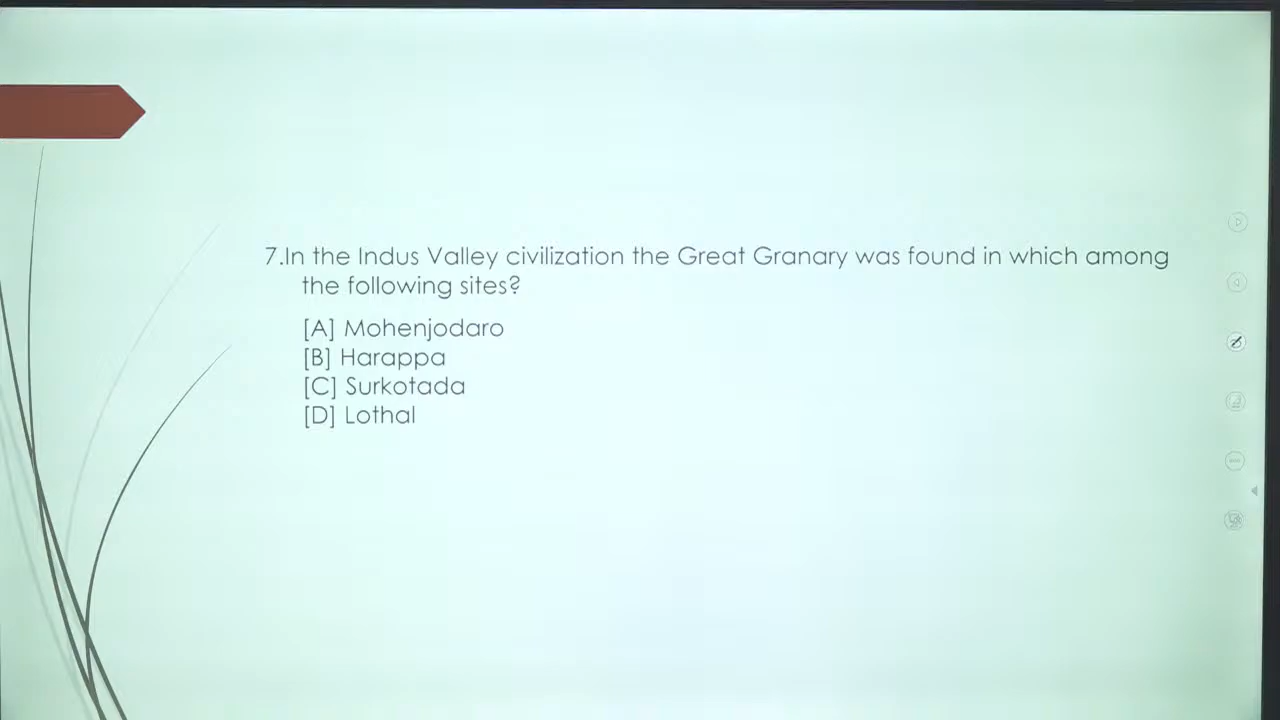 7.In the Indus Valley civilization the Great Granary was found in which among
the following sites?
[A] Mohenjodaro
[B] Harappa
[C] Surkotada
[D] Lothal